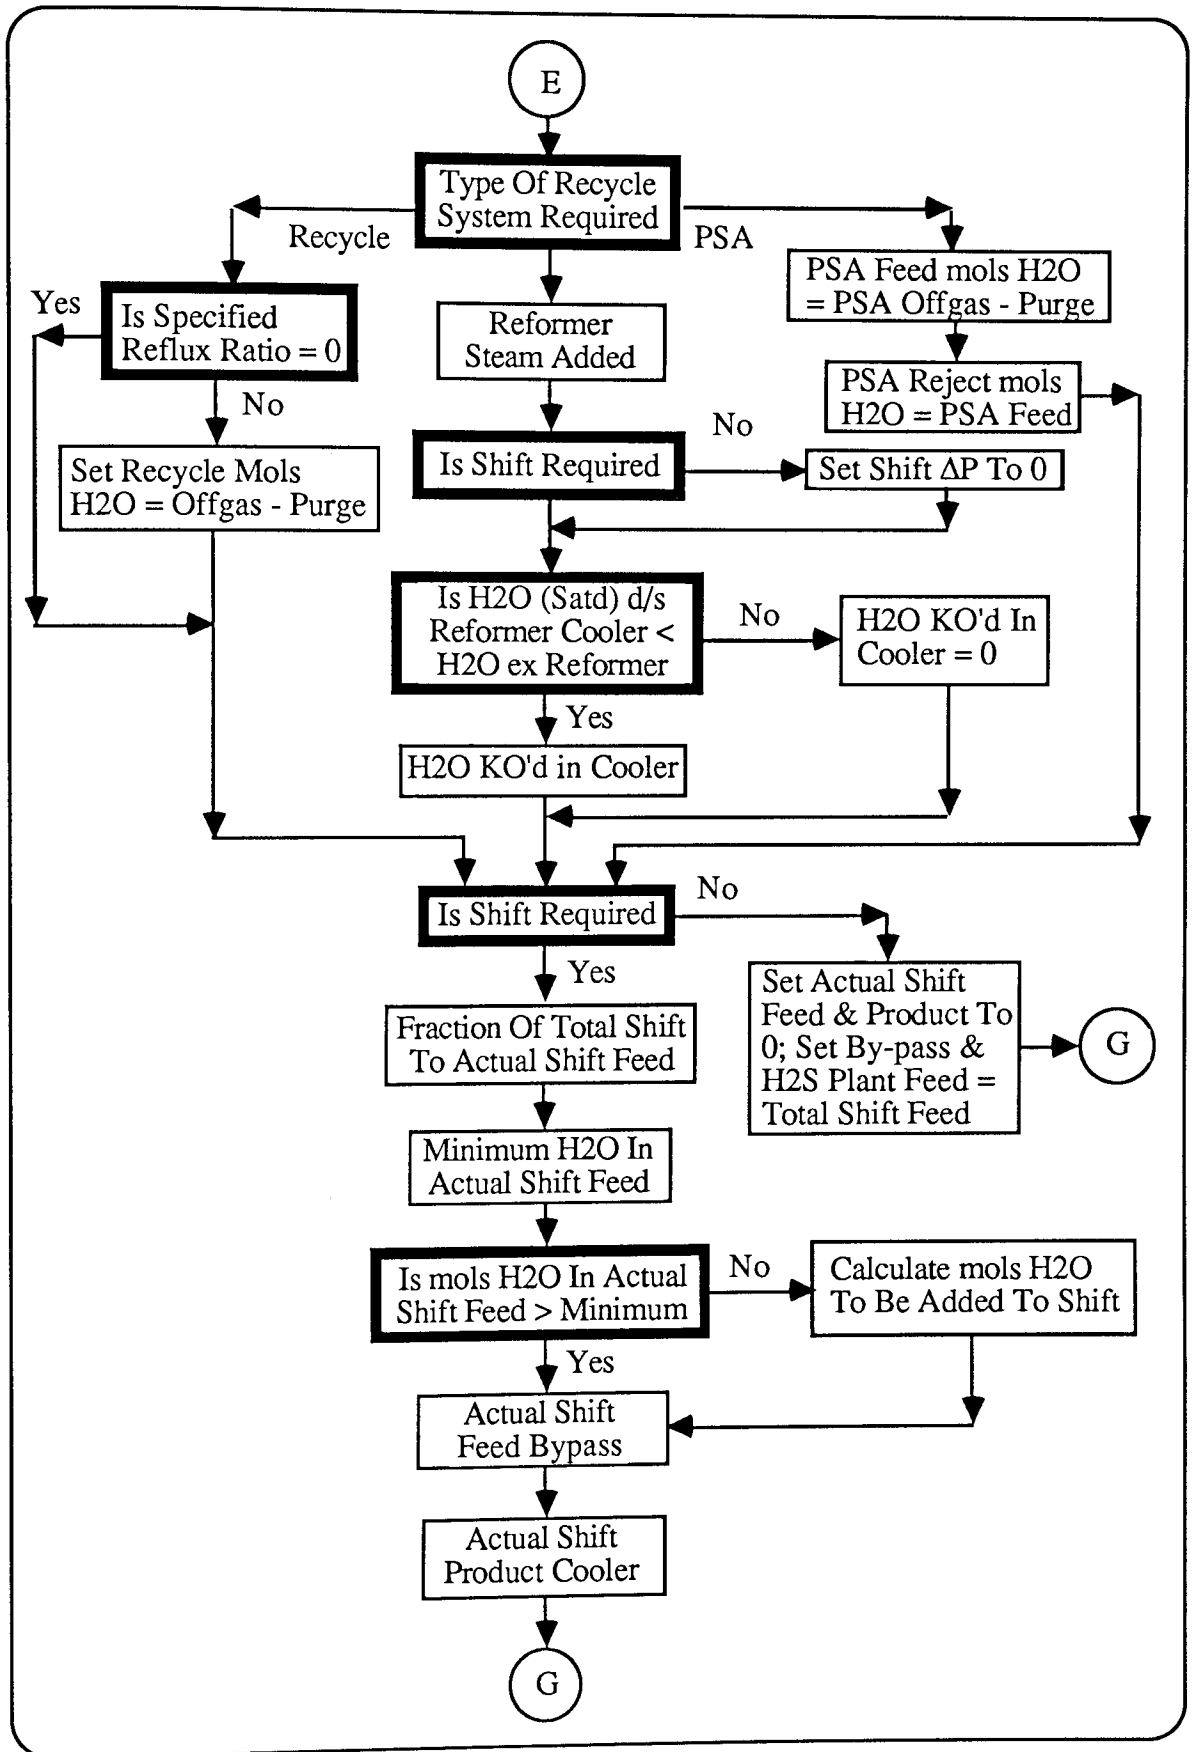 E
Type Of Recycle
System Required
Recycle
PSA
PSA Feed mols H2O
= PSA Offgas - Purge
Yes
Is Specified
Reflux Ratio = 0
Reformer
Steam Added
PSA Reject mols
H2O = PSA Feed
No
No
Set Recycle Mols
H2O = Offgas - Purge
Is Shift Required
Set Shift ΔP To 0
Is H2O (Satd) d/s
Reformer Cooler <
H2O ex Reformer
No
H2O KO'd In
Cooler = 0
Yes
H2O KO'd in Cooler
No
Is Shift Required
Yes
Set Actual Shift
Feed & Product To
0; Set By-pass &
H2S Plant Feed =
Total Shift Feed
G
Fraction Of Total Shift
To Actual Shift Feed
Minimum H2O In
Actual Shift Feed
Is mols H2O In Actual
Shift Feed > Minimum
No
Calculate mols H2O
To Be Added To Shift
Yes
Actual Shift
Feed Bypass
Actual Shift
Product Cooler
G